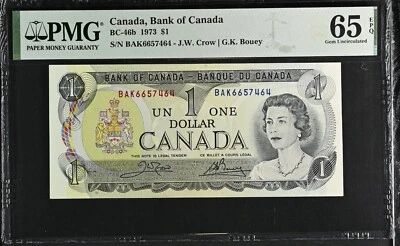 PMG
PAPER MONEY GUARANTY
Canada, Bank of Canada
BC-46b 1973 $1
S/N BAK6657464 - J.W. Crow | G.K. Bouey
65 EPQ
Gem Uncirculated
BANK OF CANADA - BANQUE DU CANADA
BAK6657464 BAK6657464
1 UN 1 ONE
DOLLAR
CANADA
THIS NOTE IS LEGAL TENDER CE BILLET A COURS LEGAL
1 1